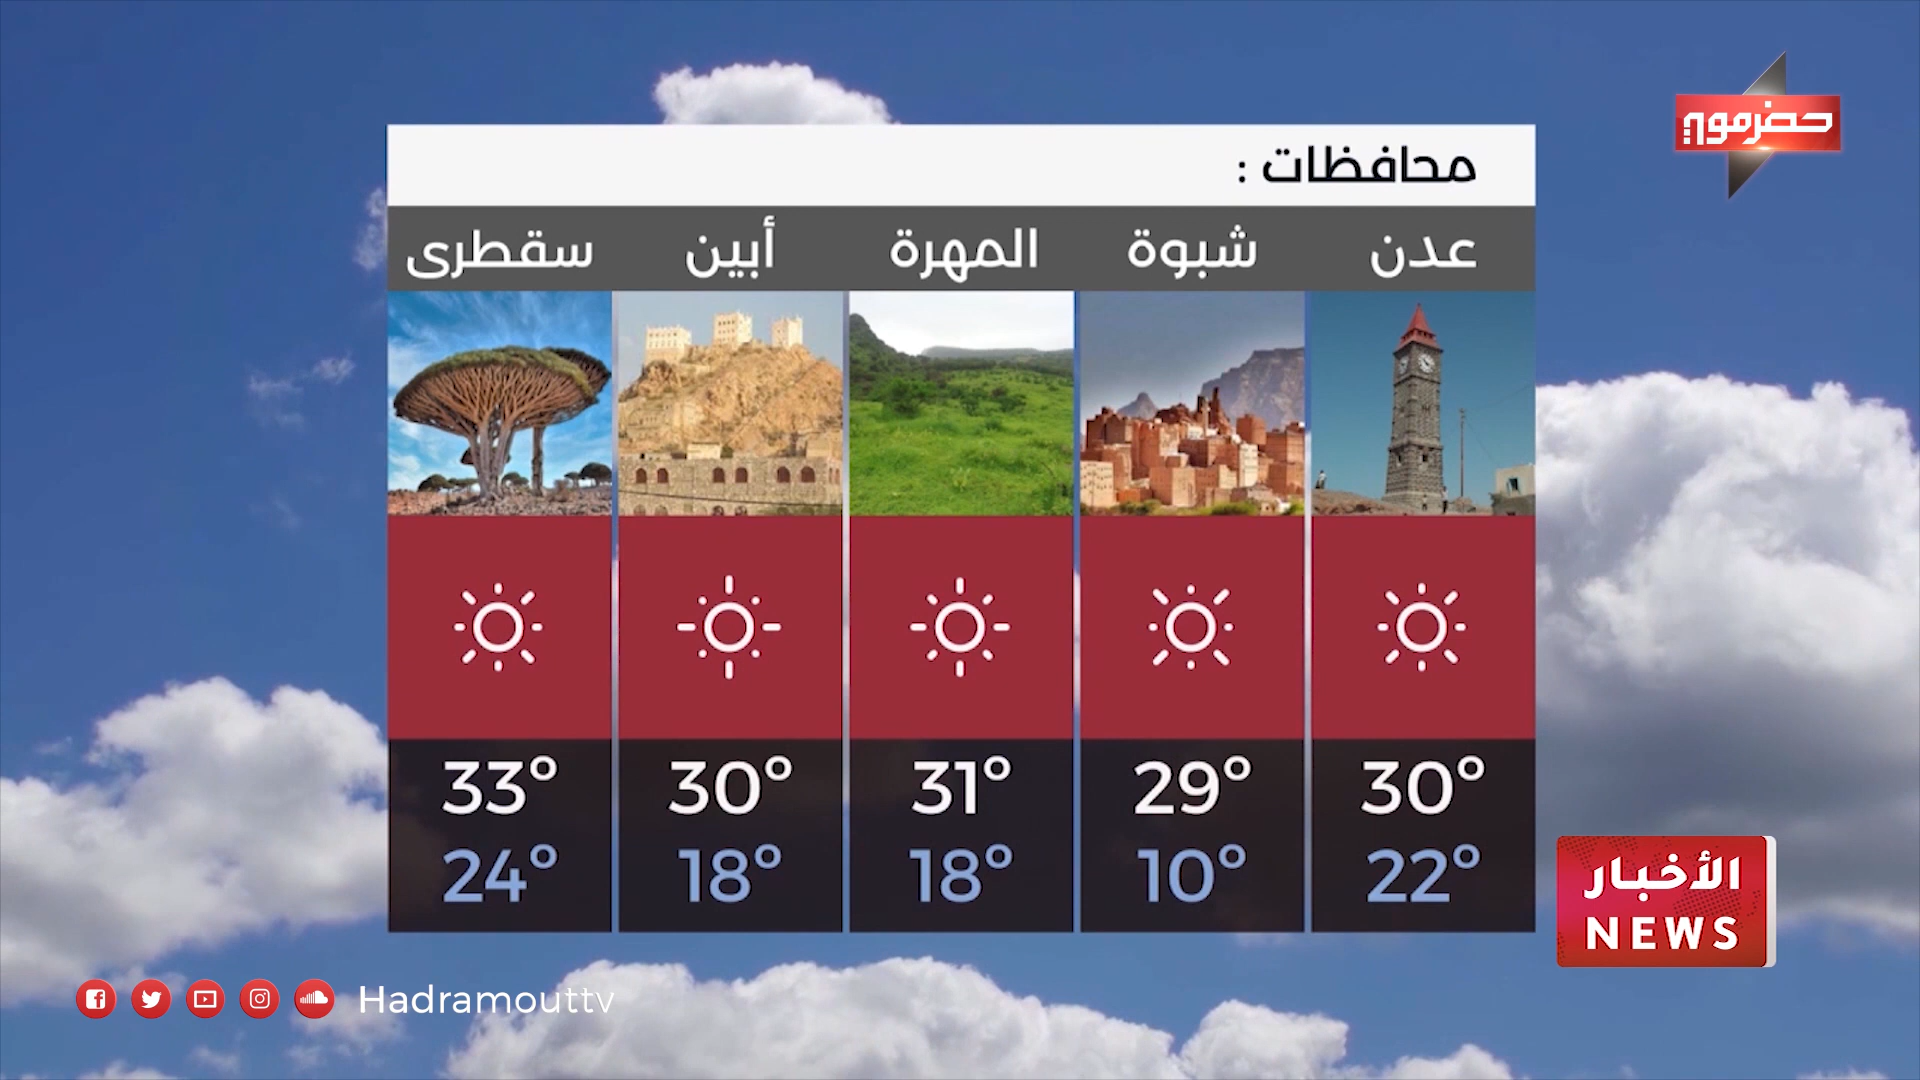 حضرموت
محافظات :
عدن
شبوة
المهرة
أبين
سقطرى
30°
29°
31°
30°
33°
22°
10°
18°
18°
24°
الأخبار
NEWS
Hadramouttv